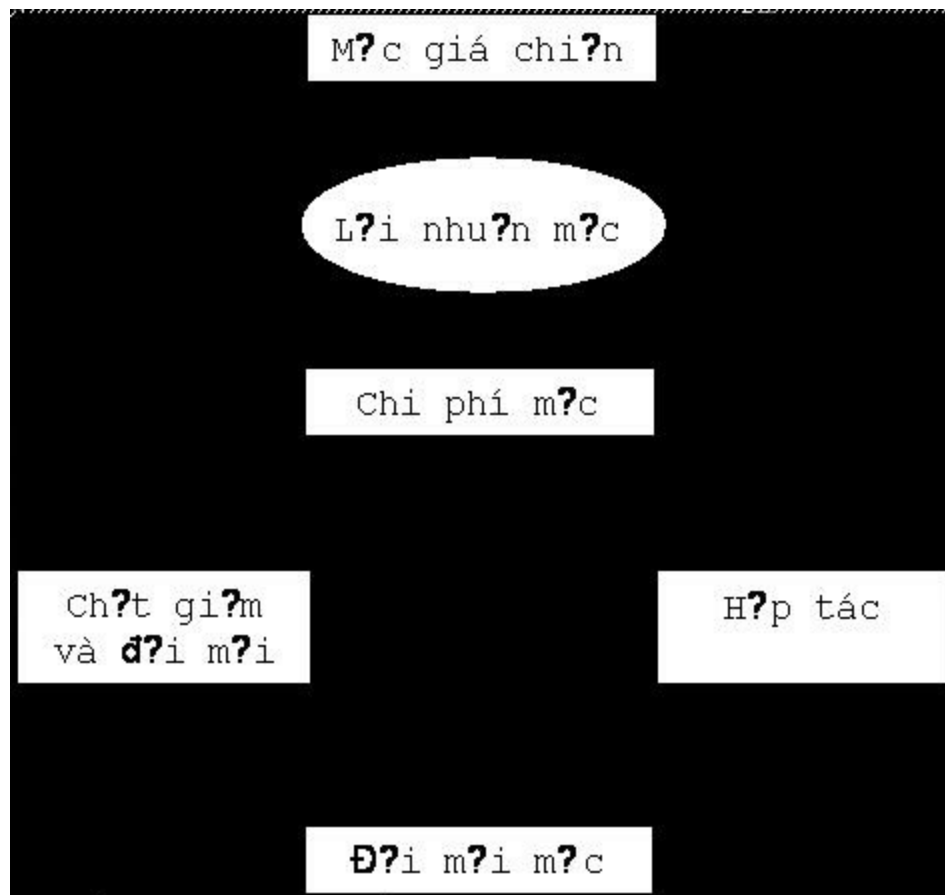 M?c giá chi?n
L?i nhu?n m?c
Chi phí m?c
Ch?t gi?m
và đ?i m?i
H?p tác
Đ?i m?i m?c